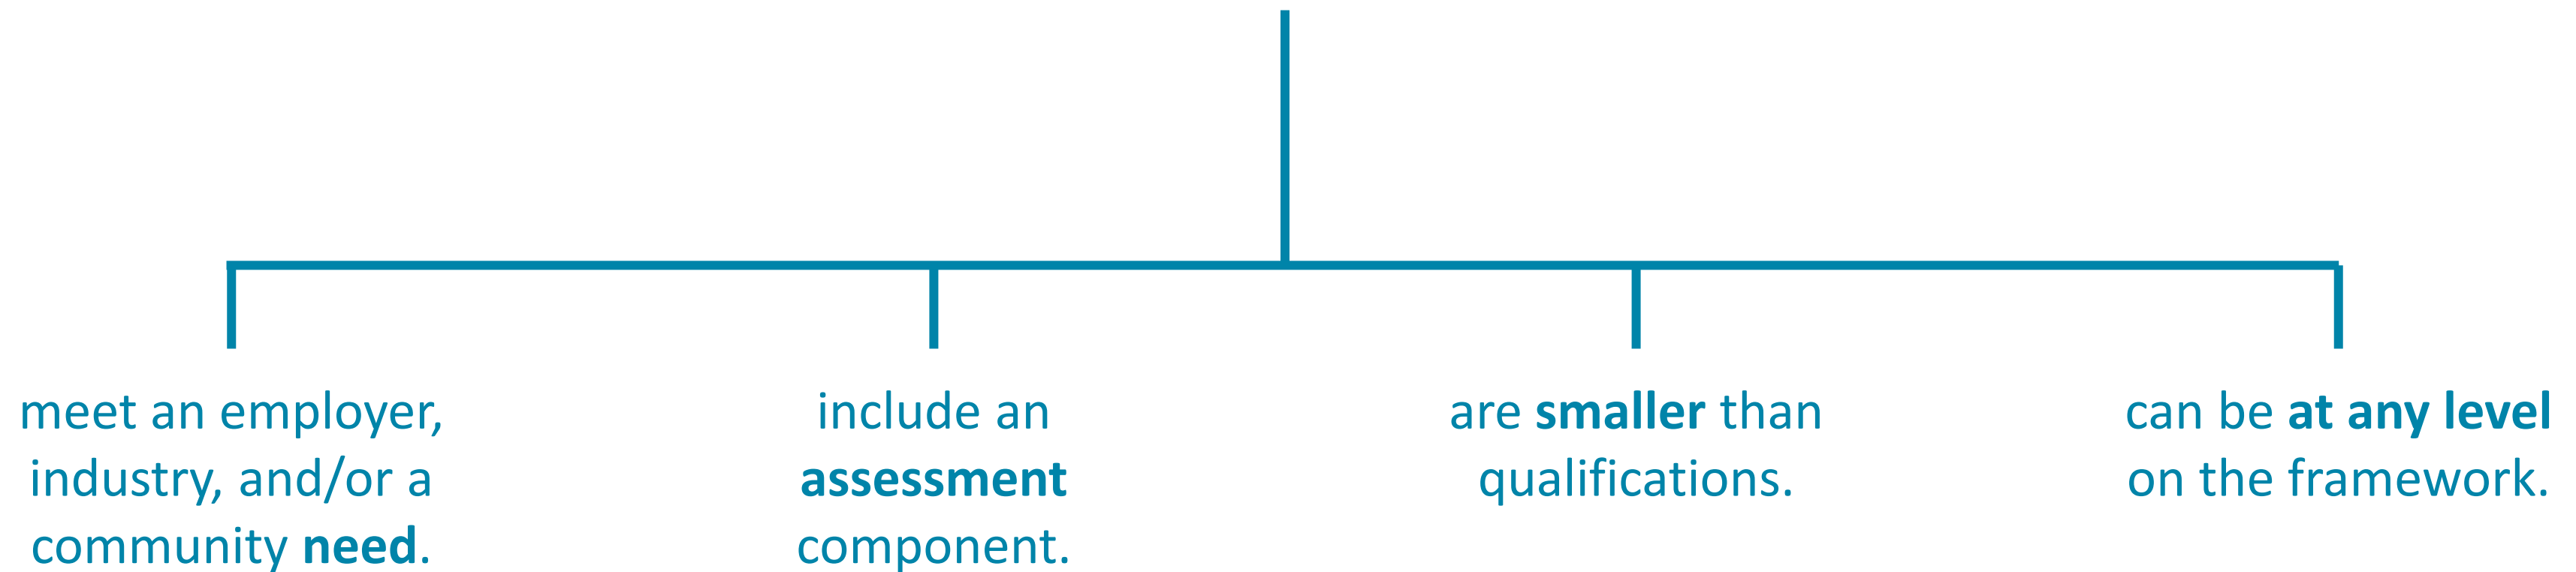 meet an employer,
industry, and/or a
community need.
include an
assessment
component.
are smaller than
qualifications.
can be at any level
on the framework.